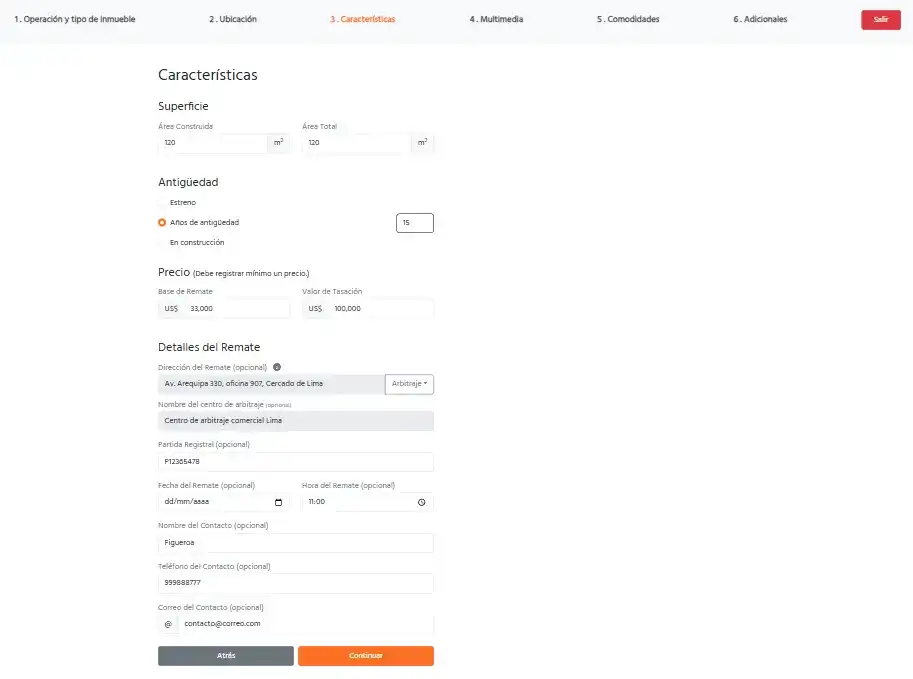 1. Operación y tipo de inmueble 2. Ubicación 3. Características 4. Multimedia 5. Comodidades 6. Adicionales Salir
Características
Superficie
Área Construida Área Total
120 m² 120 m²
Antigüedad
Estreno
Años de antigüedad 15
En construcción
Precio (Debe registrar mínimo un precio.)
Base de Remate Valor de Tasación
US$ 33,000 US$ 100,000
Detalles del Remate
Dirección del Remate (opcional)
Av. Arequipa 330, oficina 907, Cercado de Lima Arbitraje
Nombre del centro de arbitraje (opcional)
Centro de arbitraje comercial Lima
Partida Registral (opcional)
P12365478
Fecha del Remate (opcional) Hora del Remate (opcional)
dd/mm/aaaa 11:00
Nombre del Contacto (opcional)
Figueroa
Teléfono del Contacto (opcional)
999888777
Correo del Contacto (opcional)
@ contacto@correo.com
Atrás Continuar